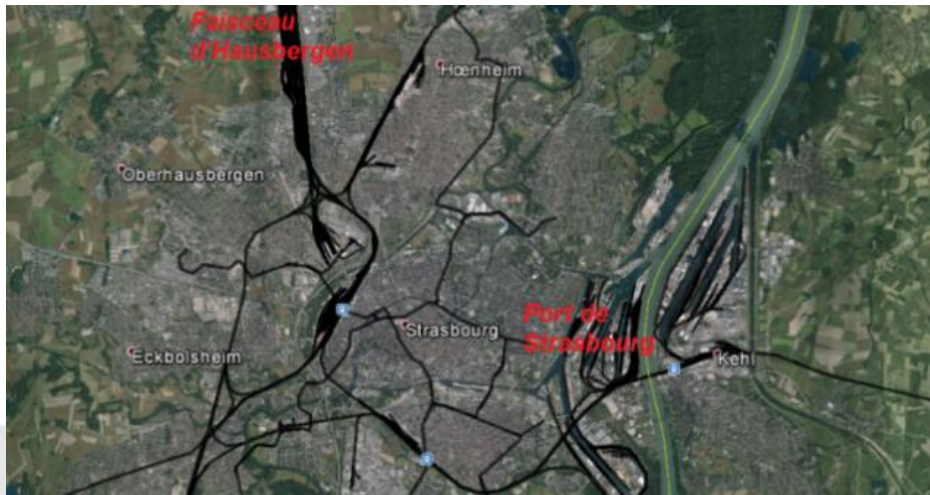 Faisceau
d'Hausbergen
Hœnheim
Oberhausbergen
Port de
Strasbourg
Strasbourg
Eckbolsheim
Kehl